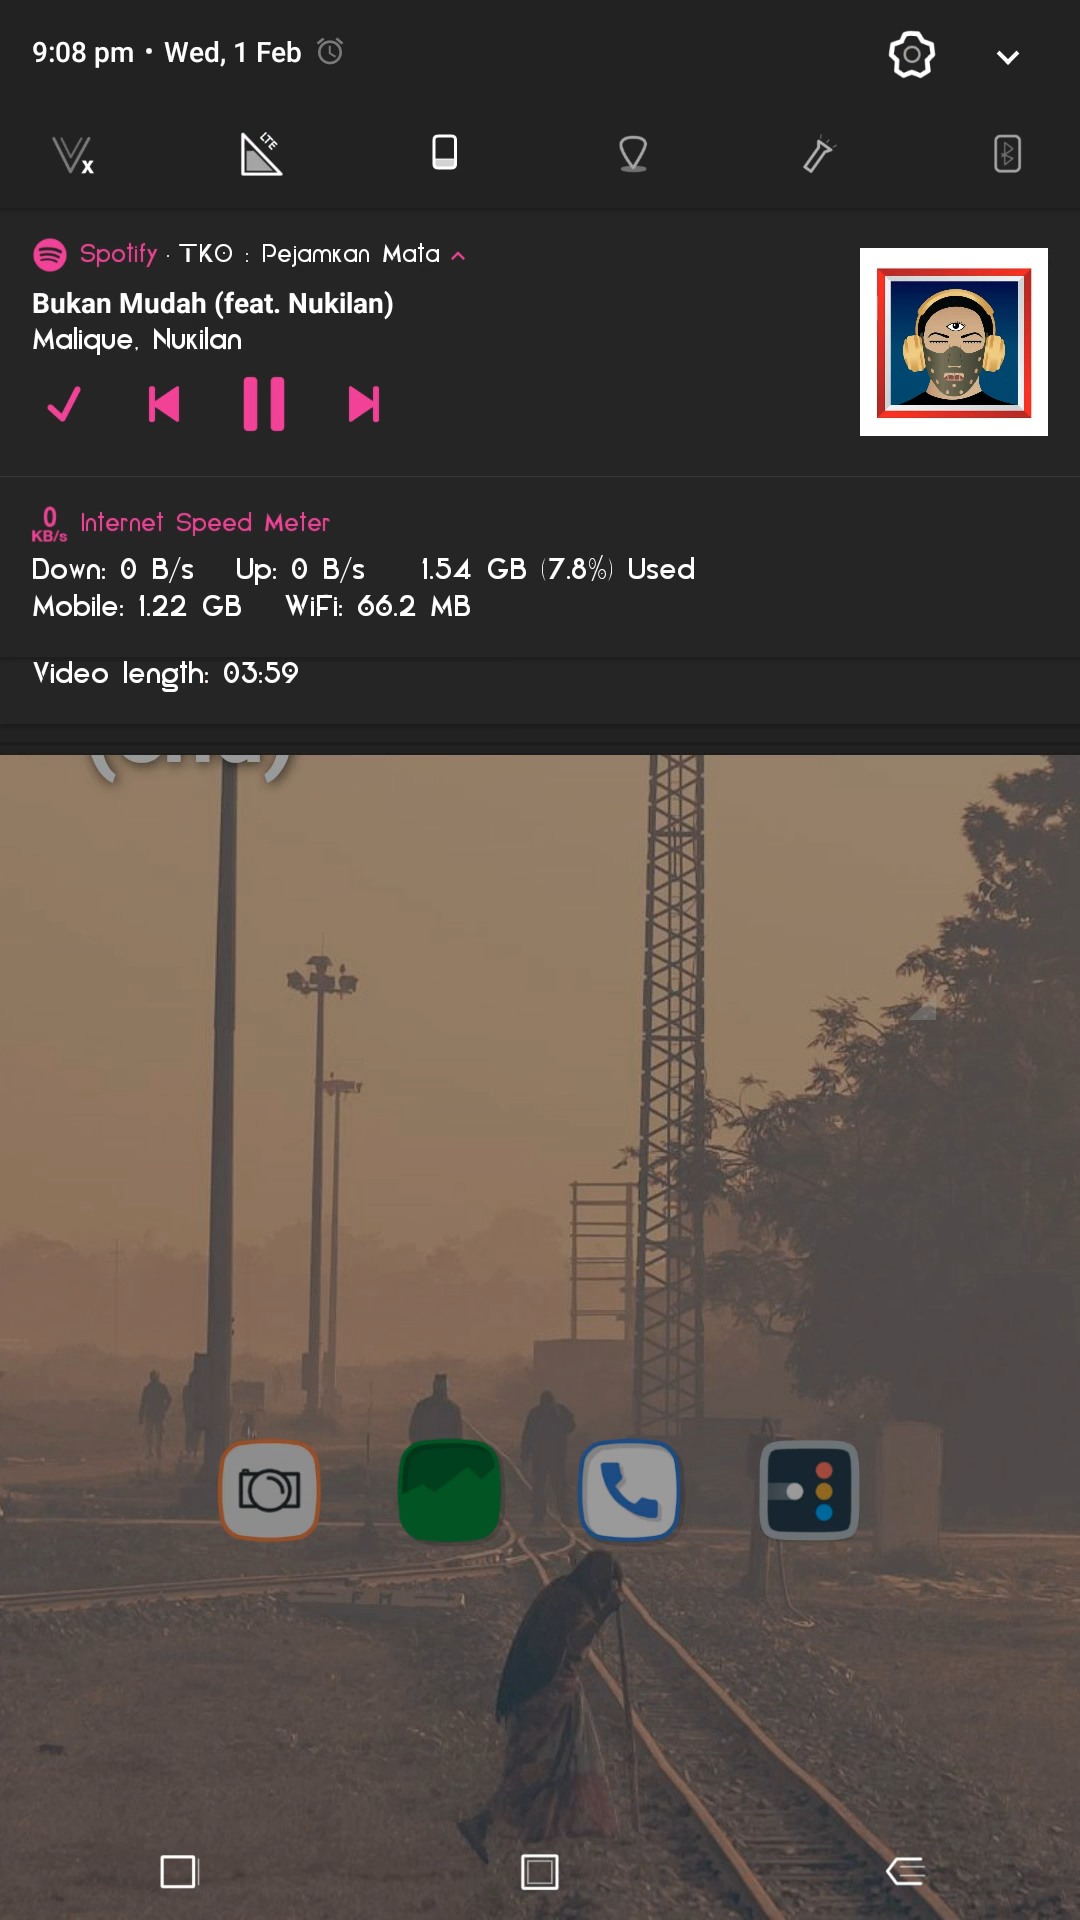 9:08 pm • Wed, 1 Feb
LTE
x
Spotify · TKO : Pejamkan Mata
Bukan Mudah (feat. Nukilan)
Malique, Nukilan
0
KB/s
Internet Speed Meter
Down: 0 B/s Up: 0 B/s 1.54 GB (7.8%) Used
Mobile: 1.22 GB WiFi: 66.2 MB
Video length: 03:59